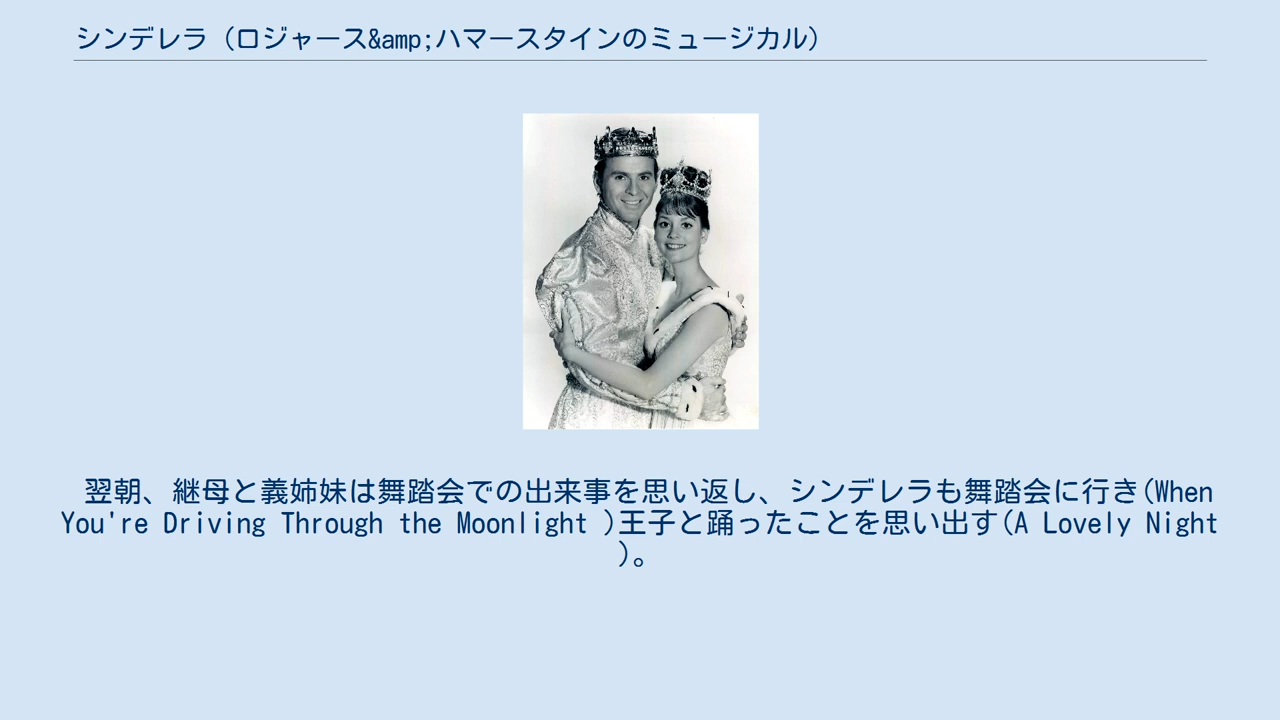 シンデレラ（ロジャース&amp;ハマースタインのミュージカル）
翌朝、継母と義姉妹は舞踏会での出来事を思い返し、シンデレラも舞踏会に行き(When
You're Driving Through the Moonlight )王子と踊ったことを思い出す(A Lovely Night
)。